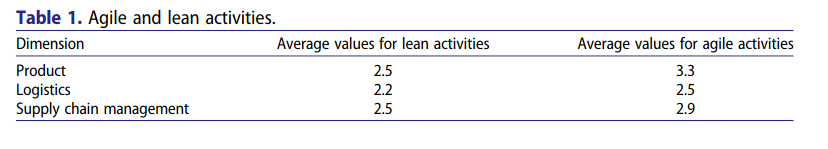 Table 1. Agile and lean activities.
Dimension Average values for lean activities Average values for agile activities
Product 2.5 3.3
Logistics 2.2 2.5
Supply chain management 2.5 2.9